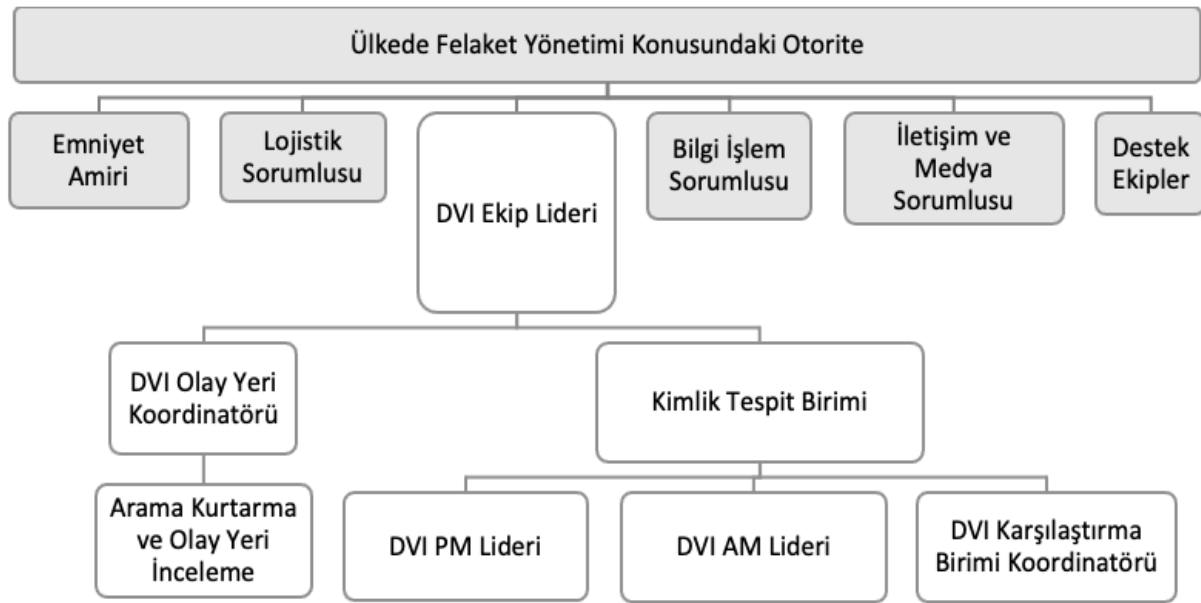 Ülkede Felaket Yönetimi Konusundaki Otorite
Emniyet
Amiri
Lojistik
Sorumlusu
DVI Ekip Lideri
Bilgi İşlem
Sorumlusu
İletişim ve
Medya
Sorumlusu
Destek
Ekipler
DVI Olay Yeri
Koordinatörü
Kimlik Tespit Birimi
Arama Kurtarma
ve Olay Yeri
İnceleme
DVI PM Lideri
DVI AM Lideri
DVI Karşılaştırma
Birimi Koordinatörü